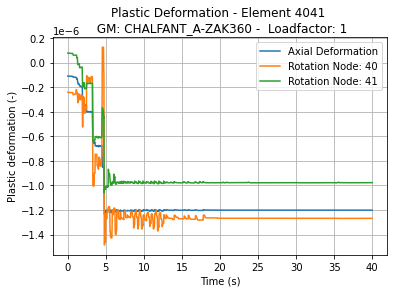 Plastic Deformation - Element 4041
GM: CHALFANT_A-ZAK360 - Loadfactor: 1
1e−6
0.2
0.0
−0.2
−0.4
−0.6
−0.8
−1.0
−1.2
−1.4
Plastic deformation (-)
Axial Deformation
Rotation Node: 40
Rotation Node: 41
0 5 10 15 20 25 30 35 40
Time (s)